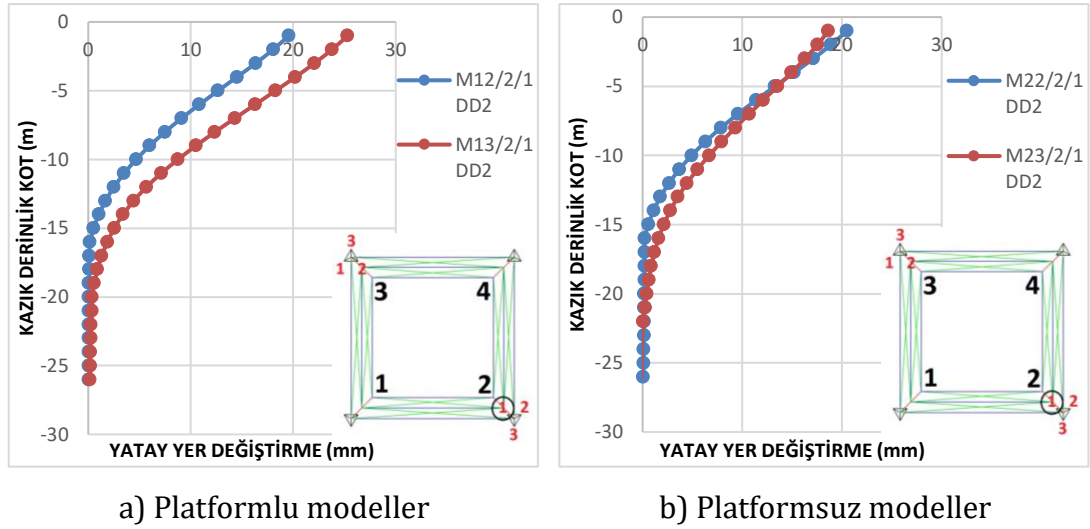 0
0
10
20
30
-5
-10
-15
-20
-25
-30
KAZIK DERİNLİK KOT (m)
YATAY YER DEĞİŞTİRME (mm)
M12/2/1
DD2
M13/2/1
DD2
3
1 2
3 4
1 2
1 2
3
a) Platformlu modeller
0
0
10
20
30
-5
-10
-15
-20
-25
-30
KAZIK DERİNLİK KOT (m)
YATAY YER DEĞİŞTİRME (mm)
M22/2/1
DD2
M23/2/1
DD2
3
1 2
3 4
1 2
1 2
3
b) Platformsuz modeller